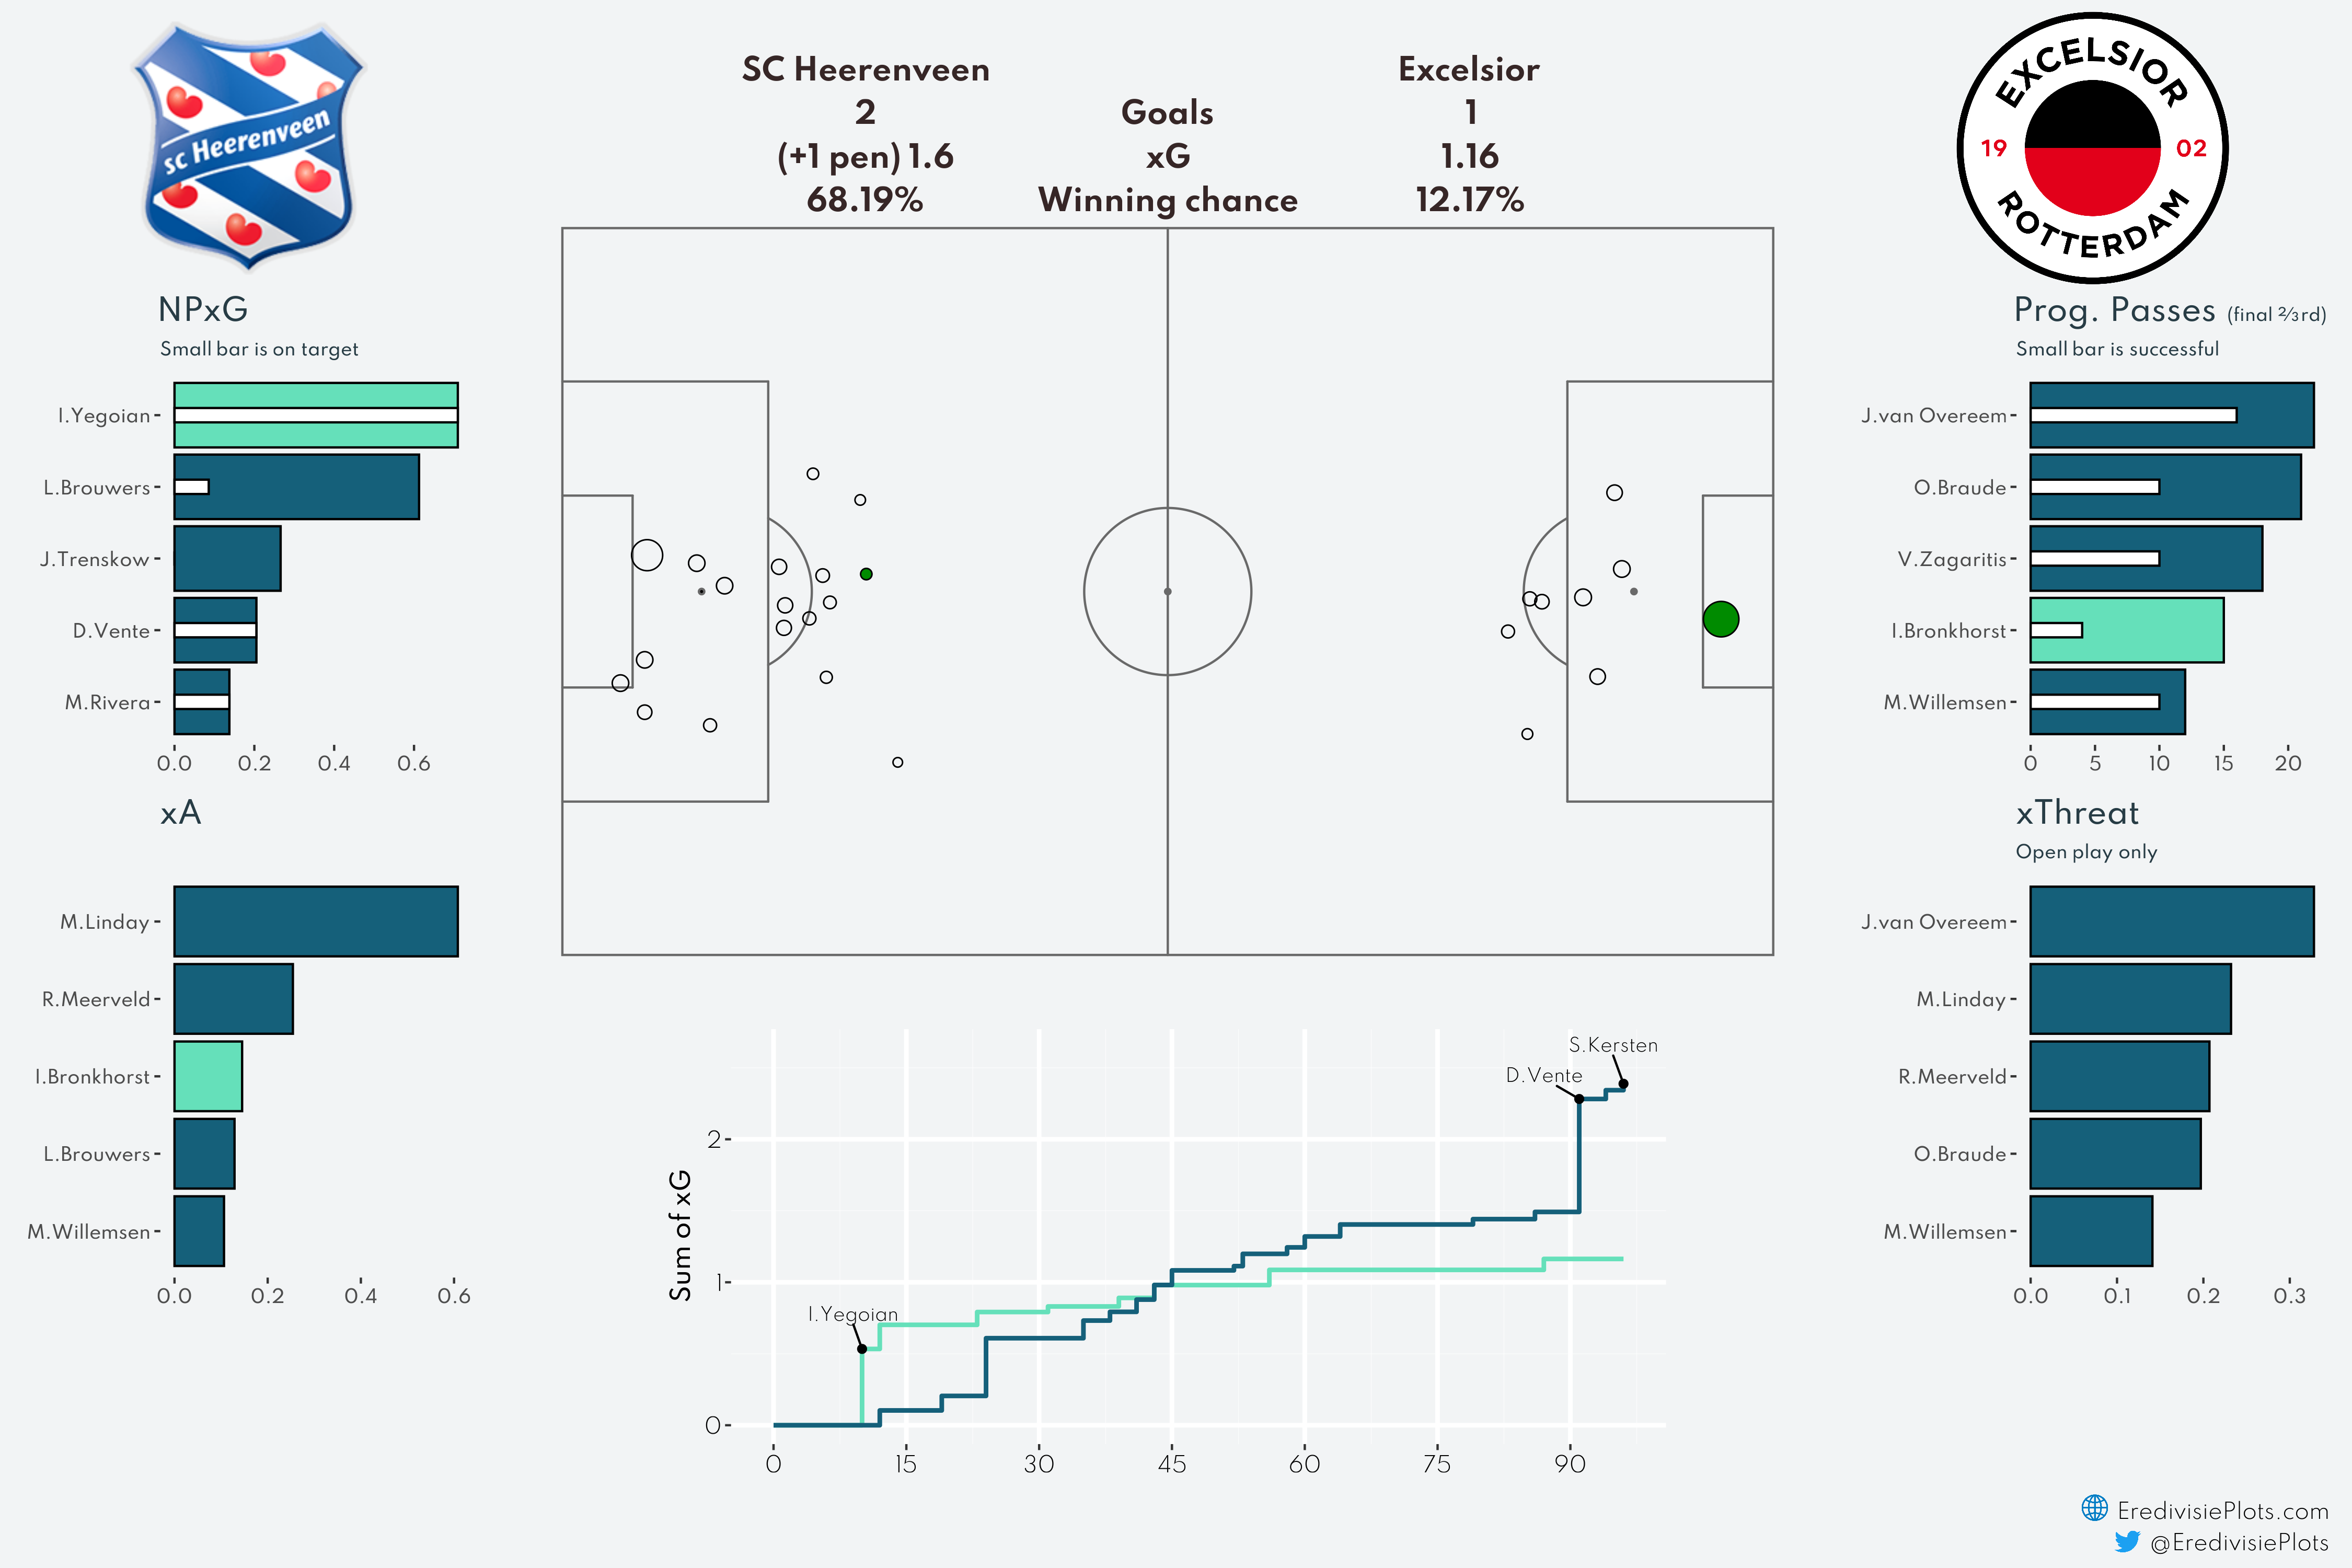 sc Heerenveen
EXCELSIOR
19 02
ROTTERDAM
SC Heerenveen Excelsior
2 Goals 1
(+1 pen) 1.6 xG 1.16
68.19% Winning chance 12.17%
NPxG
Small bar is on target
I.Yegoian
L.Brouwers
J.Trenskow
D.Vente
M.Rivera
0.0 0.2 0.4 0.6
xA
M.Linday
R.Meerveld
I.Bronkhorst
L.Brouwers
M.Willemsen
0.0 0.2 0.4 0.6
Prog. Passes (final ⅔rd)
Small bar is successful
J.van Overeem
O.Braude
V.Zagaritis
I.Bronkhorst
M.Willemsen
0 5 10 15 20
xThreat
Open play only
J.van Overeem
M.Linday
R.Meerveld
O.Braude
M.Willemsen
0.0 0.1 0.2 0.3
S.Kersten
D.Vente
I.Yegoian
Sum of xG
2
1
0
0 15 30 45 60 75 90
EredivisiePlots.com
@EredivisiePlots